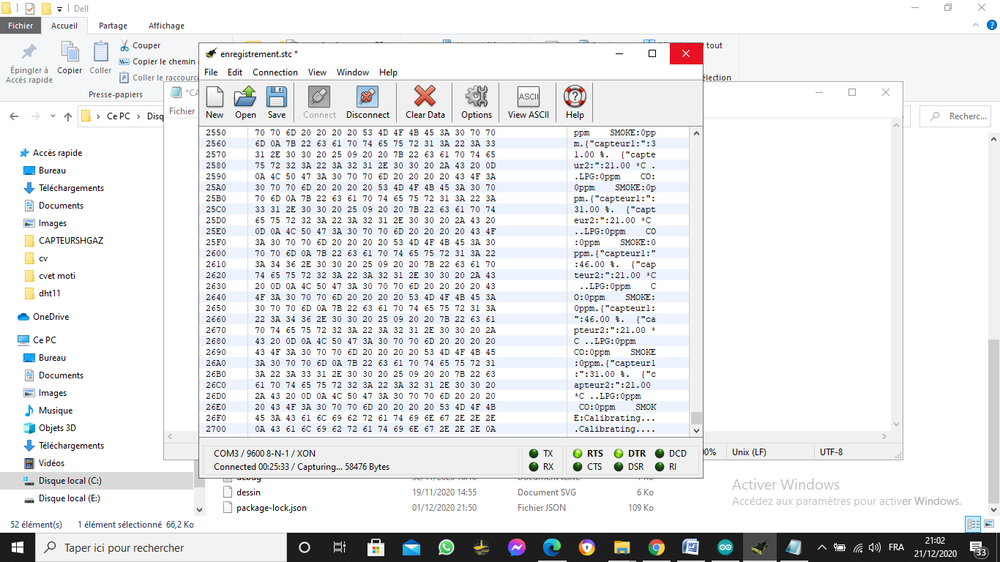 Dell
Fichier Accueil Partage Affichage
Épingler à
Accès rapide
Copier
Coller
Couper
Copier le chemin
Coller le raccourci
Presse-papiers
tout
élection
Ce PC
Recherc...
Fichier
Accès rapide
Bureau
Téléchargements
Documents
Images
CAPTEURSHGAZ
cv
cvet moti
dht11
OneDrive
Ce PC
Bureau
Documents
Images
Musique
Objets 3D
Téléchargements
Vidéos
Disque local (C:)
Disque local (E:)
enregistrement.stc *
File Edit Connection View Window Help
New Open Save Connect Disconnect Clear Data Options View ASCII Help
ASCII
2550 70 70 6D 20 20 20 20 53 4D 4F 4B 45 3A 30 70 70 ppm    SMOKE:0pp
2560 6D 0A 7B 22 63 61 70 74 65 75 72 31 3A 22 3A 33 m.{"capteur1:":3
2570 31 2E 30 30 20 25 09 20 20 7B 22 63 61 70 74 65 1.00 %.  {"capte
2580 75 72 32 3A 22 3A 32 31 2E 30 30 20 2A 43 20 0D ur2:":21.00 *C .
2590 0A 4C 50 47 3A 30 70 70 6D 20 20 20 20 43 4F 3A .LPG:0ppm    CO:
25A0 30 70 70 6D 20 20 20 20 53 4D 4F 4B 45 3A 30 70 0ppm    SMOKE:0p
25B0 70 6D 0A 7B 22 63 61 70 74 65 75 72 31 3A 22 3A pm.{"capteur1:":
25C0 33 31 2E 30 30 20 25 09 20 20 7B 22 63 61 70 74 31.00 %.  {"capt
25D0 65 75 72 32 3A 22 3A 32 31 2E 30 30 20 2A 43 20 eur2:":21.00 *C
25E0 0D 0A 4C 50 47 3A 30 70 70 6D 20 20 20 20 43 4F ..LPG:0ppm    CO
25F0 3A 30 70 70 6D 20 20 20 20 53 4D 4F 4B 45 3A 30 :0ppm    SMOKE:0
2600 70 70 6D 0A 7B 22 63 61 70 74 65 75 72 31 3A 22 ppm.{"capteur1:"
2610 3A 34 36 2E 30 30 20 25 09 20 20 7B 22 63 61 70 :46.00 %.  {"cap
2620 74 65 75 72 32 3A 22 3A 32 31 2E 30 30 20 2A 43 teur2:":21.00 *C
2630 20 0D 0A 4C 50 47 3A 30 70 70 6D 20 20 20 20 43 ..LPG:0ppm    C
2640 4F 3A 30 70 70 6D 20 20 20 20 53 4D 4F 4B 45 3A O:0ppm    SMOKE:
2650 30 70 70 6D 0A 7B 22 63 61 70 74 65 75 72 31 3A 0ppm.{"capteur1:
2660 22 3A 34 36 2E 30 30 20 25 09 20 20 7B 22 63 61 ":46.00 %.  {"ca
2670 70 74 65 75 72 32 3A 22 3A 32 31 2E 30 30 20 2A pteur2:":21.00 *
2680 43 20 0D 0A 4C 50 47 3A 30 70 70 6D 20 20 20 20 C ..LPG:0ppm
2690 43 4F 3A 30 70 70 6D 20 20 20 20 53 4D 4F 4B 45 CO:0ppm    SMOKE
26A0 3A 30 70 70 6D 0A 7B 22 63 61 70 74 65 75 72 31 :0ppm.{"capteur1
26B0 3A 22 3A 33 31 2E 30 30 20 25 09 20 20 7B 22 63 :":31.00 %.  {"c
26C0 61 70 74 65 75 72 32 3A 22 3A 32 31 2E 30 30 20 apteur2:":21.00
26D0 2A 43 20 0D 0A 4C 50 47 3A 30 70 70 6D 20 20 20 *C ..LPG:0ppm
26E0 20 43 4F 3A 30 70 70 6D 20 20 20 20 53 4D 4F 4B CO:0ppm    SMOK
26F0 45 3A 43 61 6C 69 62 72 61 74 69 6E 67 2E 2E 2E E:Calibrating...
2700 0A 43 61 6C 69 62 72 61 74 69 6E 67 2E 2E 2E 0A .Calibrating....
COM3 / 9600 8-N-1 / XON
Connected 00:25:33 / Capturing... 58476 Bytes
TX RTS DTR DCD
RX CTS DSR RI
00% Unix (LF) UTF-8
dessin 19/11/2020 14:55 Document SVG 6 Ko
package-lock.json 01/12/2020 21:50 Fichier JSON 109 Ko
Activer Windows
Accédez aux paramètres pour activer Windows.
52 élément(s) 1 élément sélectionné 66,2 Ko
Taper ici pour rechercher
FRA
21:02
21/12/2020
33